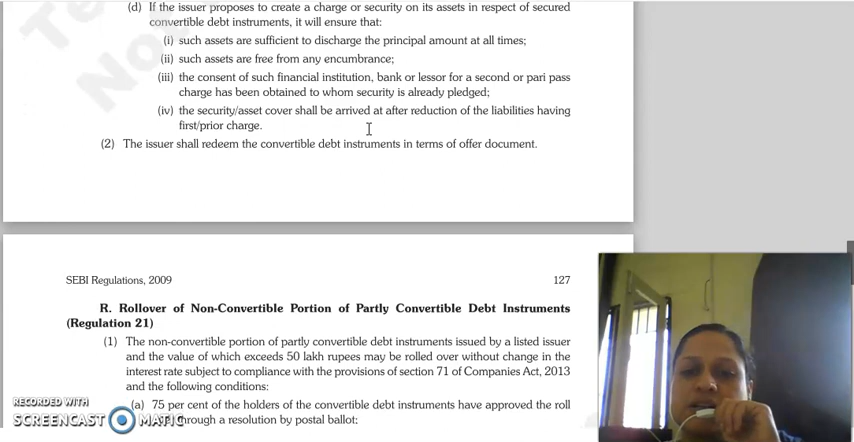 (d) If the issuer proposes to create a charge or security on its assets in respect of secured
convertible debt instruments, it will ensure that:
(i) such assets are sufficient to discharge the principal amount at all times;
(ii) such assets are free from any encumbrance;
(iii) the consent of such financial institution, bank or lessor for a second or pari pass
charge has been obtained to whom security is already pledged;
(iv) the security/asset cover shall be arrived at after reduction of the liabilities having
first/prior charge.
(2) The issuer shall redeem the convertible debt instruments in terms of offer document.
SEBI Regulations, 2009 127
R. Rollover of Non-Convertible Portion of Partly Convertible Debt Instruments
(Regulation 21)
(1) The non-convertible portion of partly convertible debt instruments issued by a listed issuer
and the value of which exceeds 50 lakh rupees may be rolled over without change in the
interest rate subject to compliance with the provisions of section 71 of Companies Act, 2013
and the following conditions:
(a) 75 per cent of the holders of the convertible debt instruments have approved the roll
through a resolution by postal ballot;
RECORDED WITH
SCREENCAST MATIC